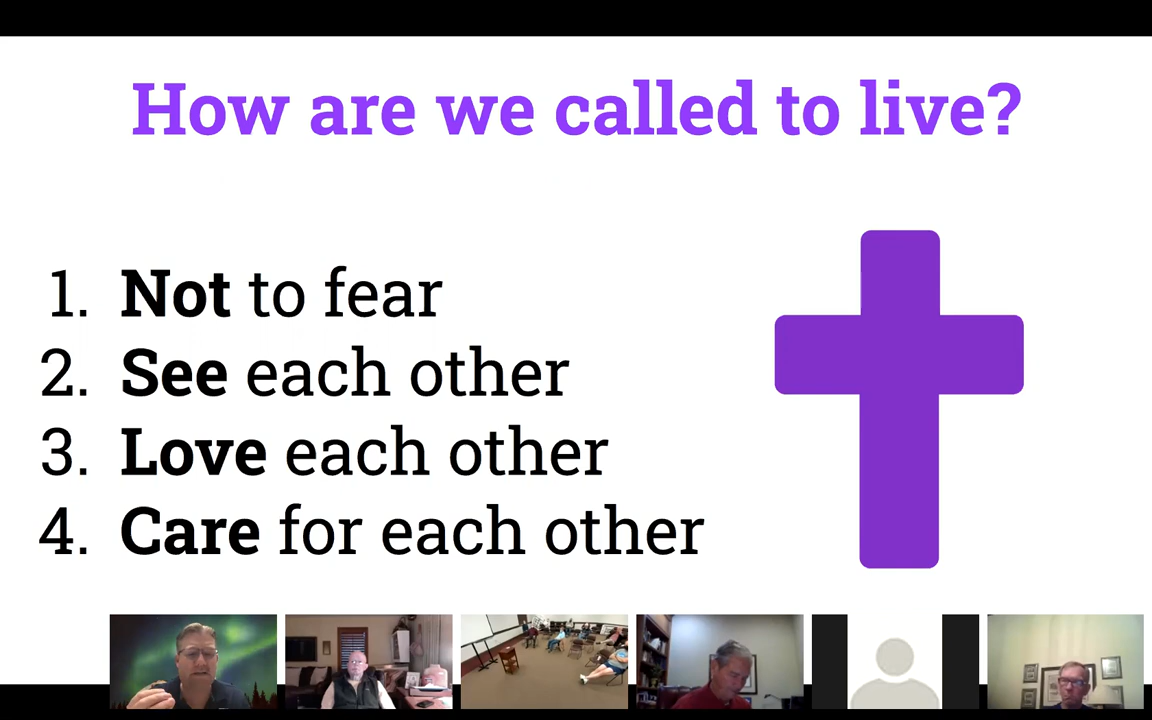 How are we called to live?
1. Not to fear
2. See each other
3. Love each other
4. Care for each other